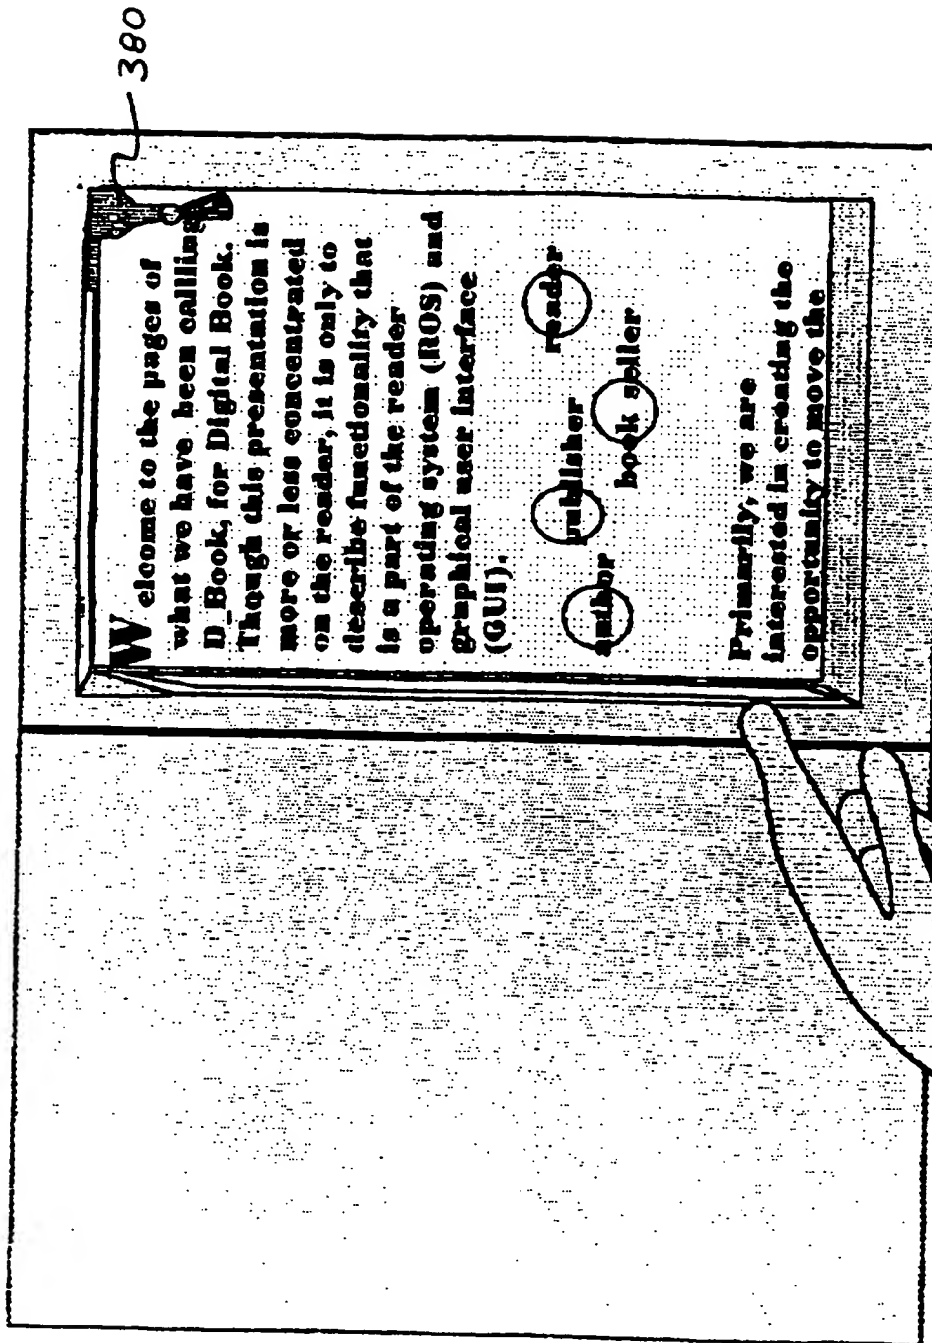 380
Welcome to the pages of
what we have been callling
D_Book, for Digital Book.
Though this presentation is
more or less concentrated
on the reader, it is only to
describe functionality that
is a part of the reader
operating system (ROS) and
graphical user interface
(GUI).
author publisher reader
book seller
Primarily, we are
interested in creating the
opportunity to move the